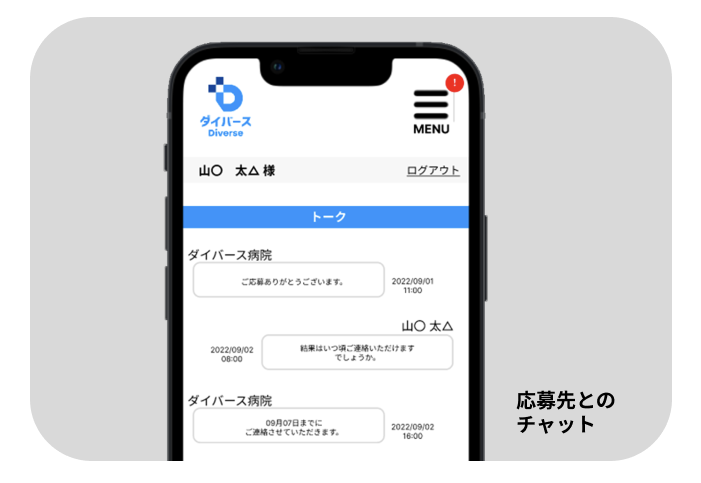 ダイバース
Diverse
!
MENU
山〇 太△ 様
ログアウト
トーク
ダイバース病院
ご応募ありがとうございます。
2022/09/01
11:00
山〇 太△
2022/09/02
08:00
結果はいつ頃ご連絡いただけます
でしょうか。
ダイバース病院
09月07日までに
ご連絡させていただきます。
2022/09/02
16:00
応募先との
チャット